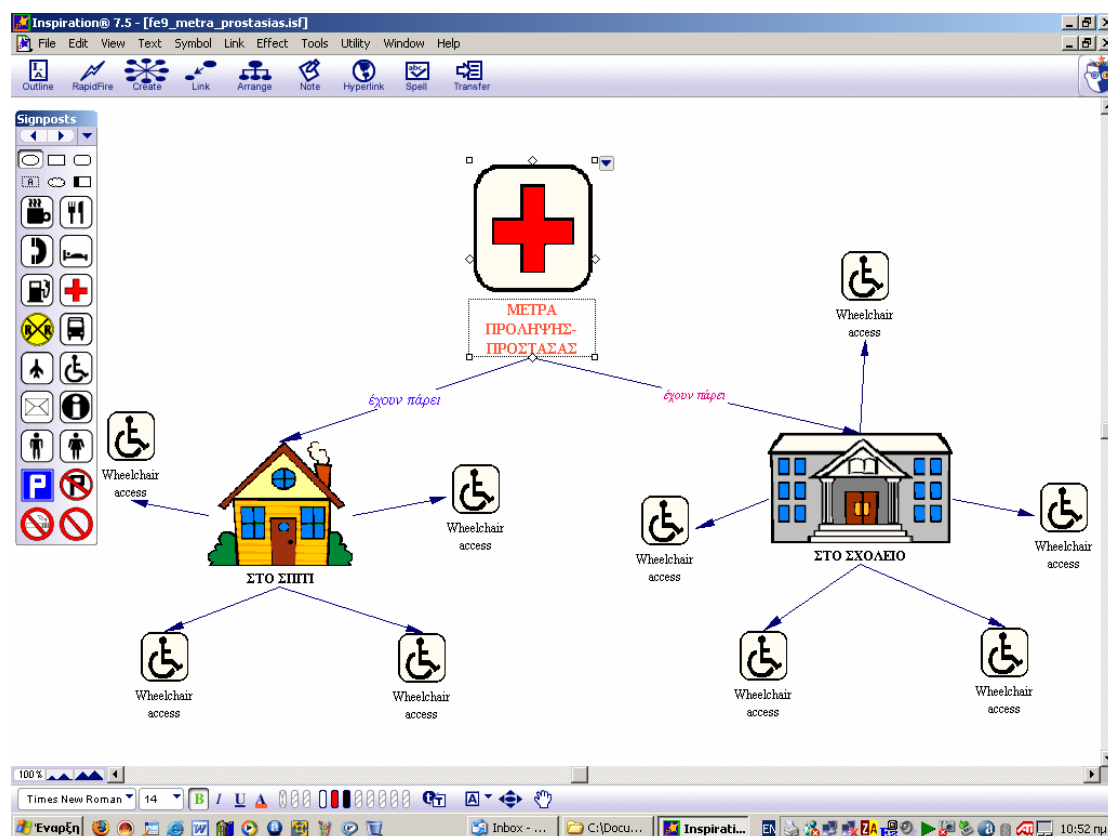 Inspiration® 7.5 - [fe9_metra_prostasias.isf]
File Edit View Text Symbol Link Effect Tools Utility Window Help
Outline RapidFire Create Link Arrange Note Hyperlink Spell Transfer
Signposts
ΜΕΤΡΑ
ΠΡΟΛΗΨΗΣ-
ΠΡΟΣΤΑΣΑΣ
έχουν πάρει
έχουν πάρει
Wheelchair
access
Wheelchair
access
Wheelchair
access
Wheelchair
access
Wheelchair
access
ΣΤΟ ΣΠΙΤΙ
ΣΤΟ ΣΧΟΛΕΙΟ
Wheelchair
access
Wheelchair
access
Wheelchair
access
Wheelchair
access
100%
Times New Roman 14 B I U A
Έναρξη Inbox - ... C:\Docu... Inspirati... EN 10:52 πμ